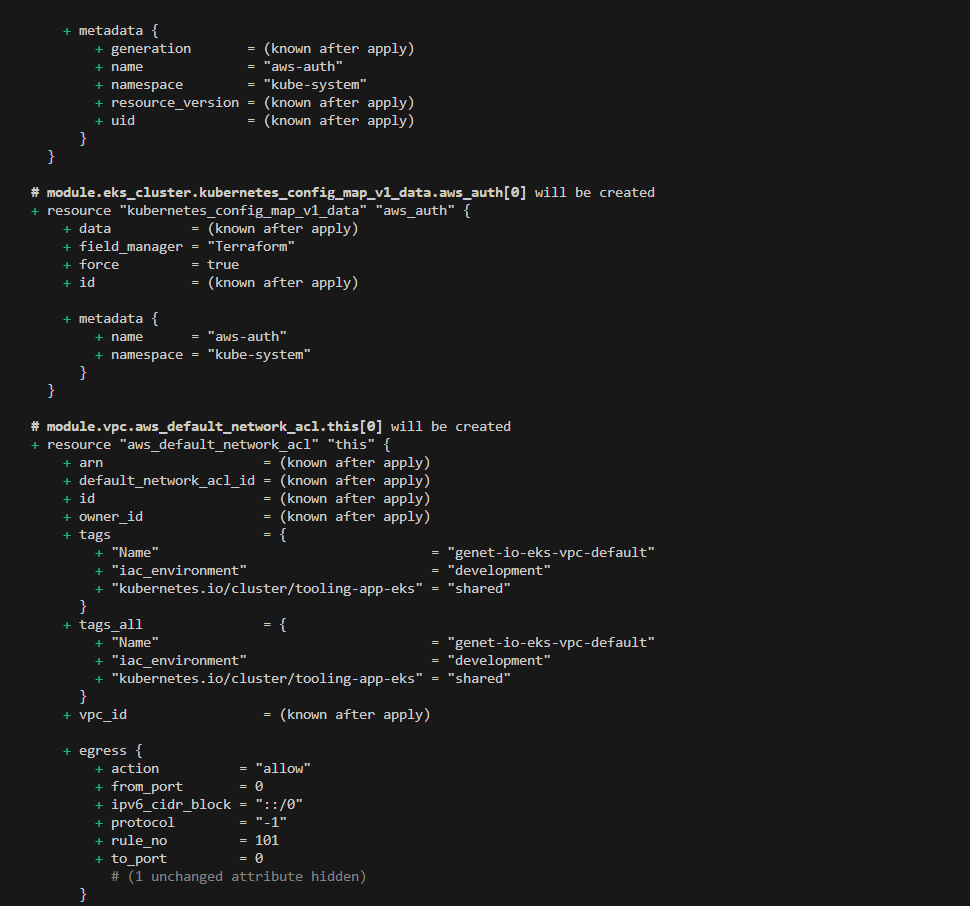 + metadata {
+ generation = (known after apply)
+ name = "aws-auth"
+ namespace = "kube-system"
+ resource_version = (known after apply)
+ uid = (known after apply)
}
}
# module.eks_cluster.kubernetes_config_map_v1_data.aws_auth[0] will be created
+ resource "kubernetes_config_map_v1_data" "aws_auth" {
+ data = (known after apply)
+ field_manager = "Terraform"
+ force = true
+ id = (known after apply)
+ metadata {
+ name = "aws-auth"
+ namespace = "kube-system"
}
}
# module.vpc.aws_default_network_acl.this[0] will be created
+ resource "aws_default_network_acl" "this" {
+ arn = (known after apply)
+ default_network_acl_id = (known after apply)
+ id = (known after apply)
+ owner_id = (known after apply)
+ tags = {
+ "Name" = "genet-io-eks-vpc-default"
+ "iac_environment" = "development"
+ "kubernetes.io/cluster/tooling-app-eks" = "shared"
}
+ tags_all = {
+ "Name" = "genet-io-eks-vpc-default"
+ "iac_environment" = "development"
+ "kubernetes.io/cluster/tooling-app-eks" = "shared"
}
+ vpc_id = (known after apply)
+ egress {
+ action = "allow"
+ from_port = 0
+ ipv6_cidr_block = "::/0"
+ protocol = "-1"
+ rule_no = 101
+ to_port = 0
# (1 unchanged attribute hidden)
}